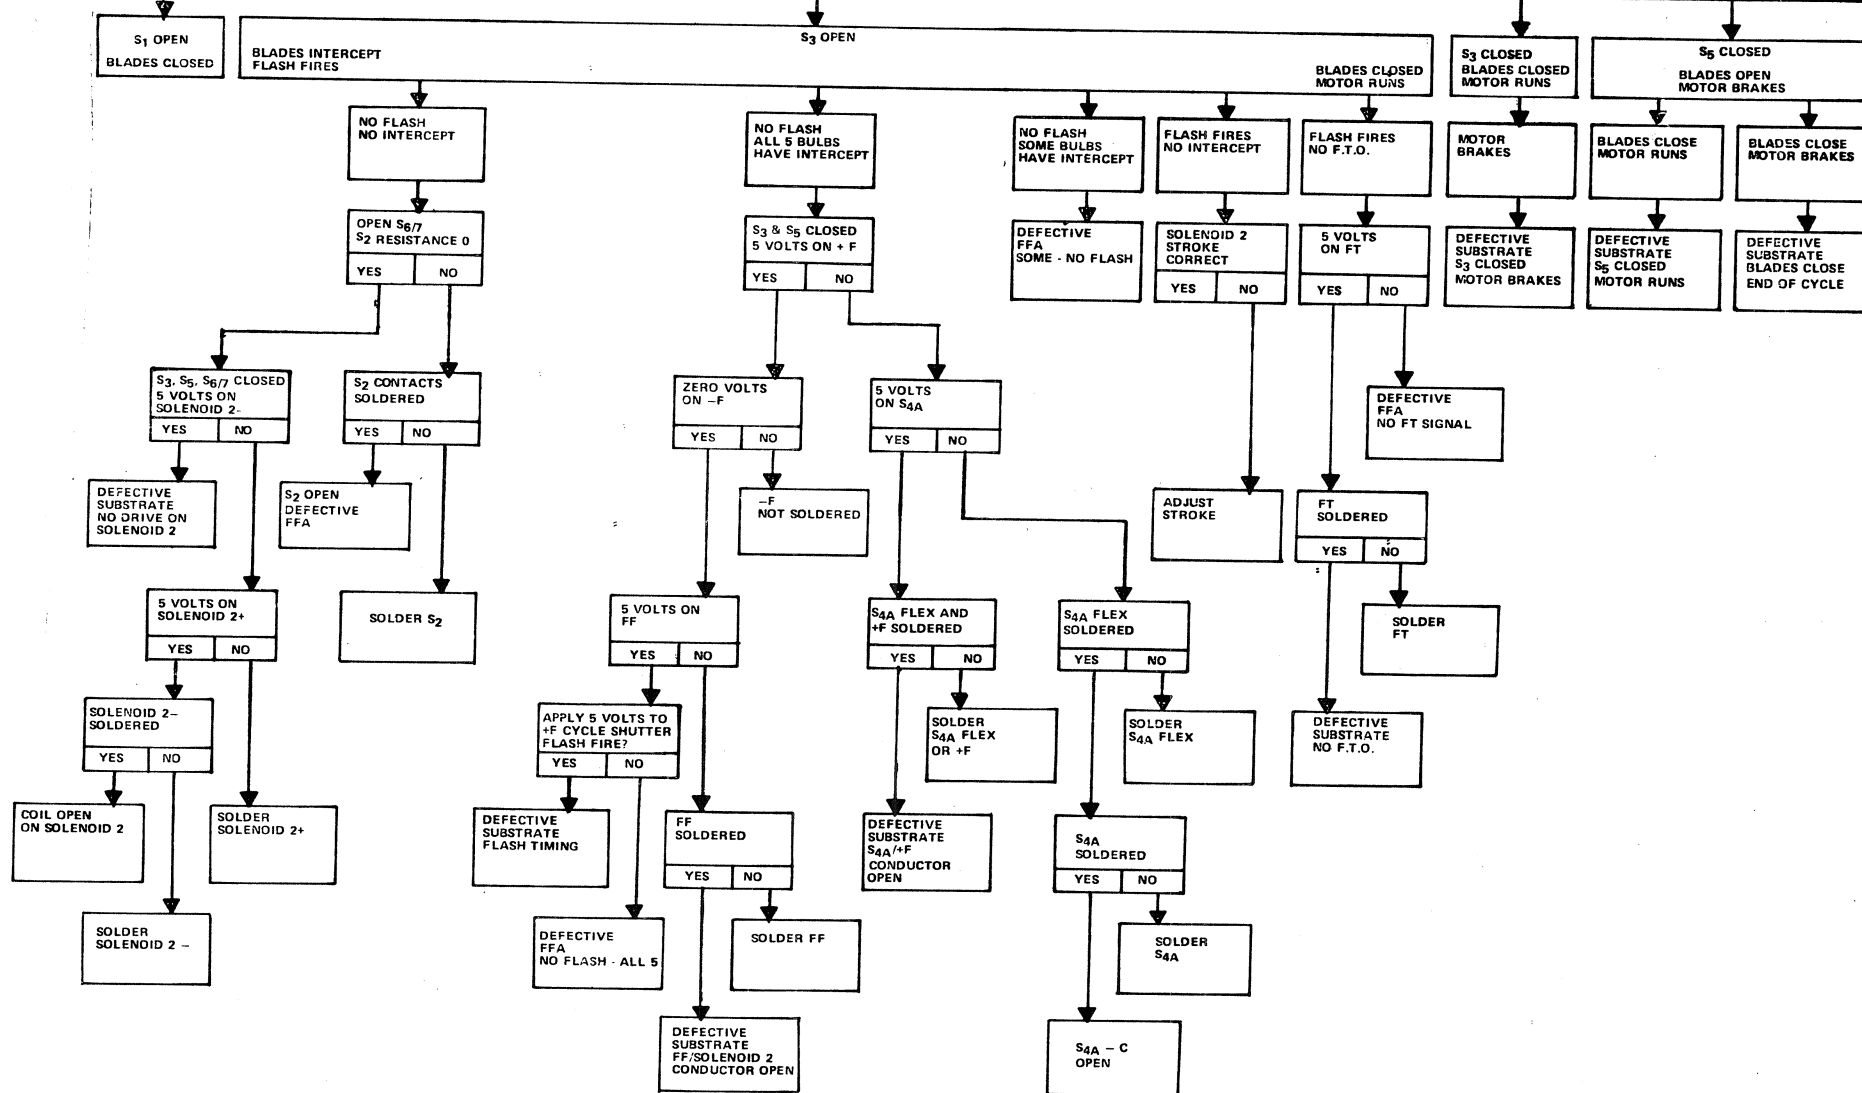 S1 OPEN
BLADES CLOSED
S3 OPEN
BLADES INTERCEPT
FLASH FIRES
BLADES CLOSED
MOTOR RUNS
S3 CLOSED
BLADES CLOSED
MOTOR RUNS
S5 CLOSED
BLADES OPEN
MOTOR BRAKES
NO FLASH
NO INTERCEPT
NO FLASH
ALL 5 BULBS
HAVE INTERCEPT
NO FLASH
SOME BULBS
HAVE INTERCEPT
FLASH FIRES
NO INTERCEPT
FLASH FIRES
NO F.T.O.
MOTOR
BRAKES
BLADES CLOSE
MOTOR RUNS
BLADES CLOSE
MOTOR BRAKES
OPEN S6/7
S2 RESISTANCE 0
YES NO
S3 & S5 CLOSED
5 VOLTS ON + F
YES NO
DEFECTIVE
FFA
SOME - NO FLASH
SOLENOID 2
STROKE
CORRECT
YES NO
5 VOLTS
ON FT
YES NO
DEFECTIVE
SUBSTRATE
S3 CLOSED
MOTOR BRAKES
DEFECTIVE
SUBSTRATE
S5 CLOSED
MOTOR RUNS
DEFECTIVE
SUBSTRATE
BLADES CLOSE
END OF CYCLE
S3, S5, S6/7 CLOSED
5 VOLTS ON
SOLENOID 2-
YES NO
S2 CONTACTS
SOLDERED
YES NO
ZERO VOLTS
ON –F
YES NO
5 VOLTS
ON S4A
YES NO
DEFECTIVE
FFA
NO FT SIGNAL
DEFECTIVE
SUBSTRATE
NO DRIVE ON
SOLENOID 2
S2 OPEN
DEFECTIVE
FFA
–F
NOT SOLDERED
ADJUST
STROKE
FT
SOLDERED
YES NO
5 VOLTS ON
SOLENOID 2+
YES NO
SOLDER S2
5 VOLTS ON
FF
YES NO
S4A FLEX AND
+F SOLDERED
YES NO
S4A FLEX
SOLDERED
YES NO
SOLDER
FT
SOLENOID 2–
SOLDERED
YES NO
APPLY 5 VOLTS TO
+F CYCLE SHUTTER
FLASH FIRE?
YES NO
SOLDER
S4A FLEX
OR +F
SOLDER
S4A FLEX
DEFECTIVE
SUBSTRATE
NO F.T.O.
COIL OPEN
ON SOLENOID 2
SOLDER
SOLENOID 2+
DEFECTIVE
SUBSTRATE
FLASH TIMING
FF
SOLDERED
YES NO
DEFECTIVE
SUBSTRATE
S4A/+F
CONDUCTOR
OPEN
S4A
SOLDERED
YES NO
SOLDER
SOLENOID 2 –
DEFECTIVE
FFA
NO FLASH - ALL 5
SOLDER FF
SOLDER
S4A
DEFECTIVE
SUBSTRATE
FF/SOLENOID 2
CONDUCTOR OPEN
S4A – C
OPEN